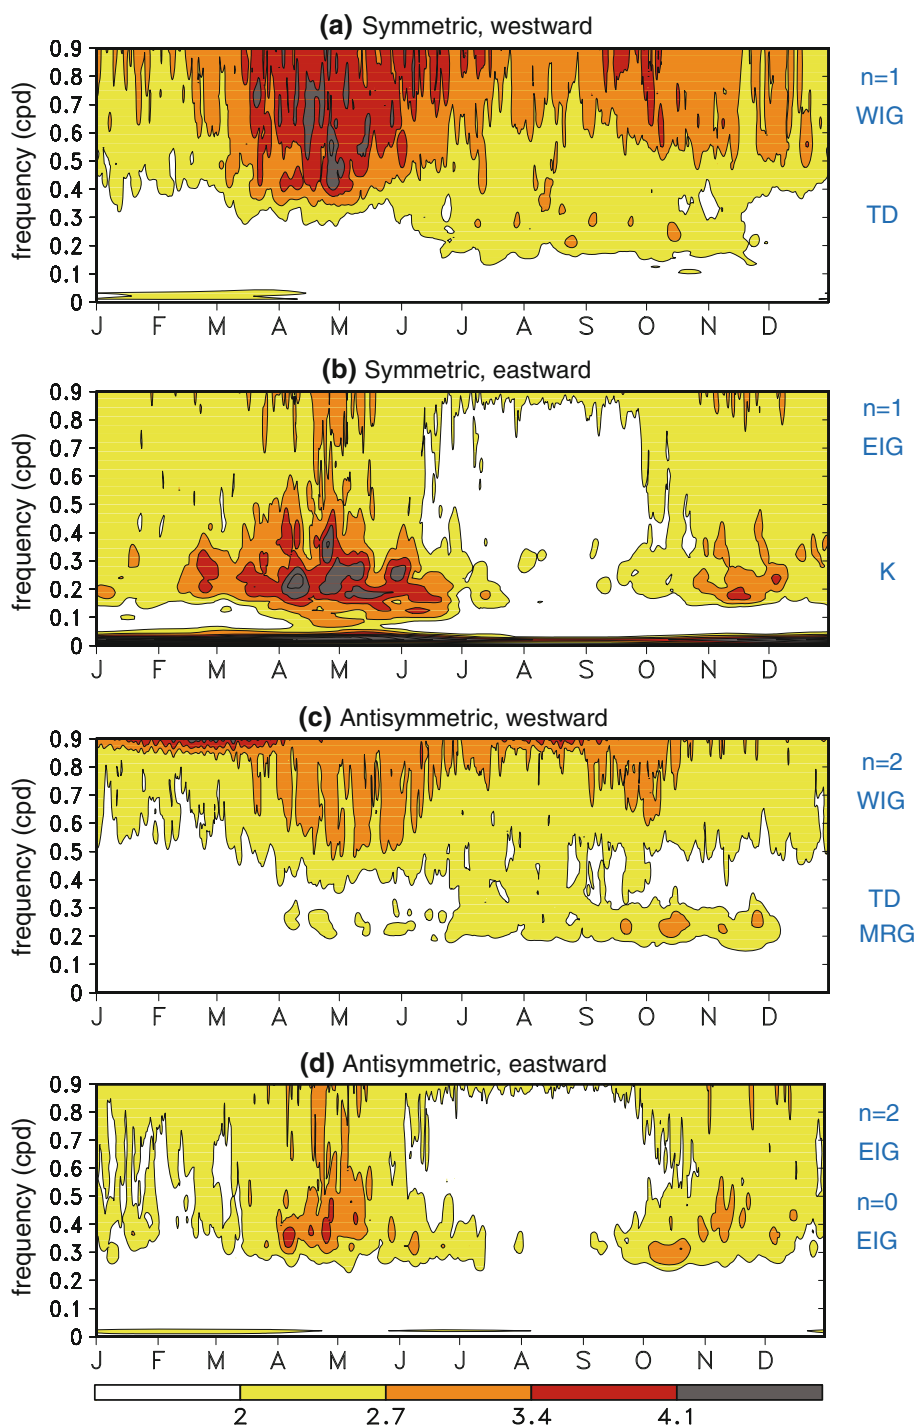 (a) Symmetric, westward
frequency (cpd)
0.9
0.8
0.7
0.6
0.5
0.4
0.3
0.2
0.1
0
J F M A M J J A S O N D
n=1
WIG
TD
(b) Symmetric, eastward
frequency (cpd)
0.9
0.8
0.7
0.6
0.5
0.4
0.3
0.2
0.1
0
J F M A M J J A S O N D
n=1
EIG
K
(c) Antisymmetric, westward
frequency (cpd)
0.9
0.8
0.7
0.6
0.5
0.4
0.3
0.2
0.1
0
J F M A M J J A S O N D
n=2
WIG
TD
MRG
(d) Antisymmetric, eastward
frequency (cpd)
0.9
0.8
0.7
0.6
0.5
0.4
0.3
0.2
0.1
0
J F M A M J J A S O N D
n=2
EIG
n=0
EIG
2 2.7 3.4 4.1